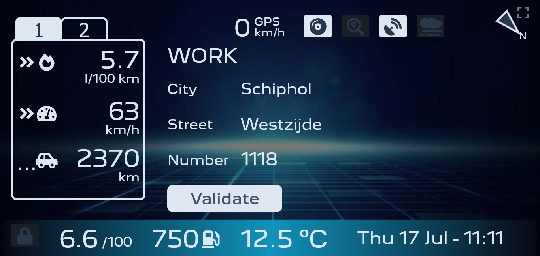 0 GPS km/h
1 2
WORK
5.7
l/100 km
City Schiphol
63
km/h
Street Westzijde
2370
km
Number 1118
Validate
6.6 /100 750 12.5 °C Thu 17 Jul - 11:11
N